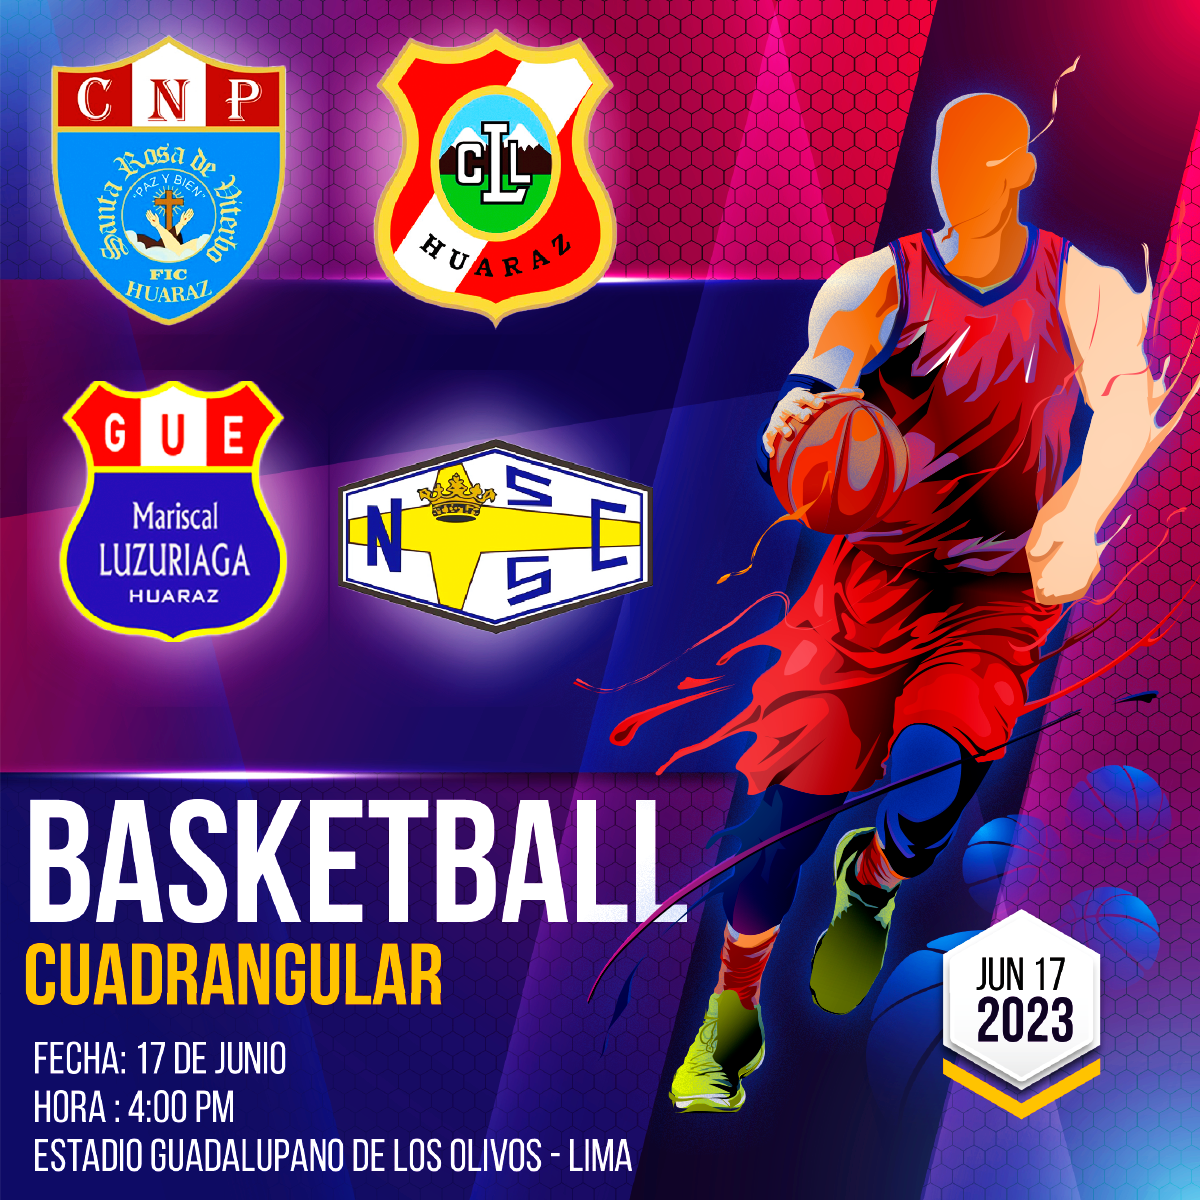 C N P
Santa Rosa de Viterbo
"PAZ Y BIEN"
FIC
HUARAZ
CLL
HUARAZ
G U E
Mariscal
LUZURIAGA
HUARAZ
S
N C
S
BASKETBALL
CUADRANGULAR
FECHA: 17 DE JUNIO
HORA : 4:00 PM
ESTADIO GUADALUPANO DE LOS OLIVOS - LIMA
JUN 17
2023